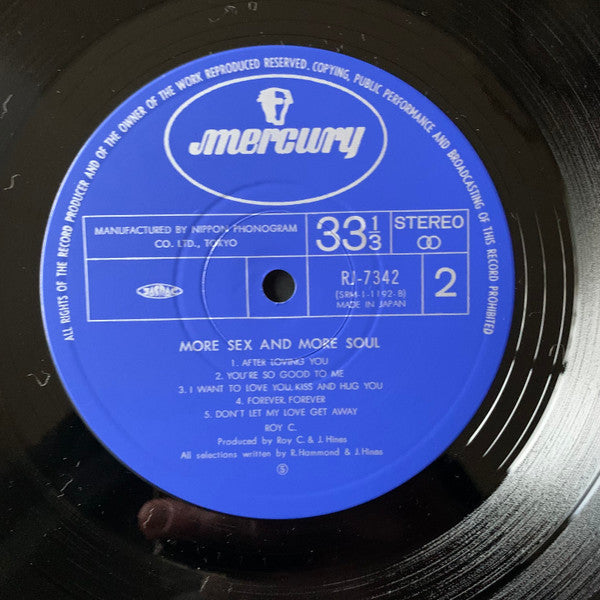 ALL RIGHTS OF THE RECORD PRODUCER AND OF THE OWNER OF THE WORK REPRODUCED RESERVED. COPYING, PUBLIC PERFORMANCE AND BROADCASTING OF THIS RECORD PROHIBITED
mercury
MANUFACTURED BY NIPPON PHONOGRAM
CO. LTD., TOKYO
33 1/3
STEREO
RJ-7342
(SRM-1-1192-B)
MADE IN JAPAN
2
JASRAC
MORE SEX AND MORE SOUL
1. AFTER LOVING YOU
2. YOU'RE SO GOOD TO ME
3. I WANT TO LOVE YOU, KISS AND HUG YOU
4. FOREVER, FOREVER
5. DON'T LET MY LOVE GET AWAY
ROY C.
Produced by Roy C. & J. Hines
All selections written by R. Hammond & J. Hines
S